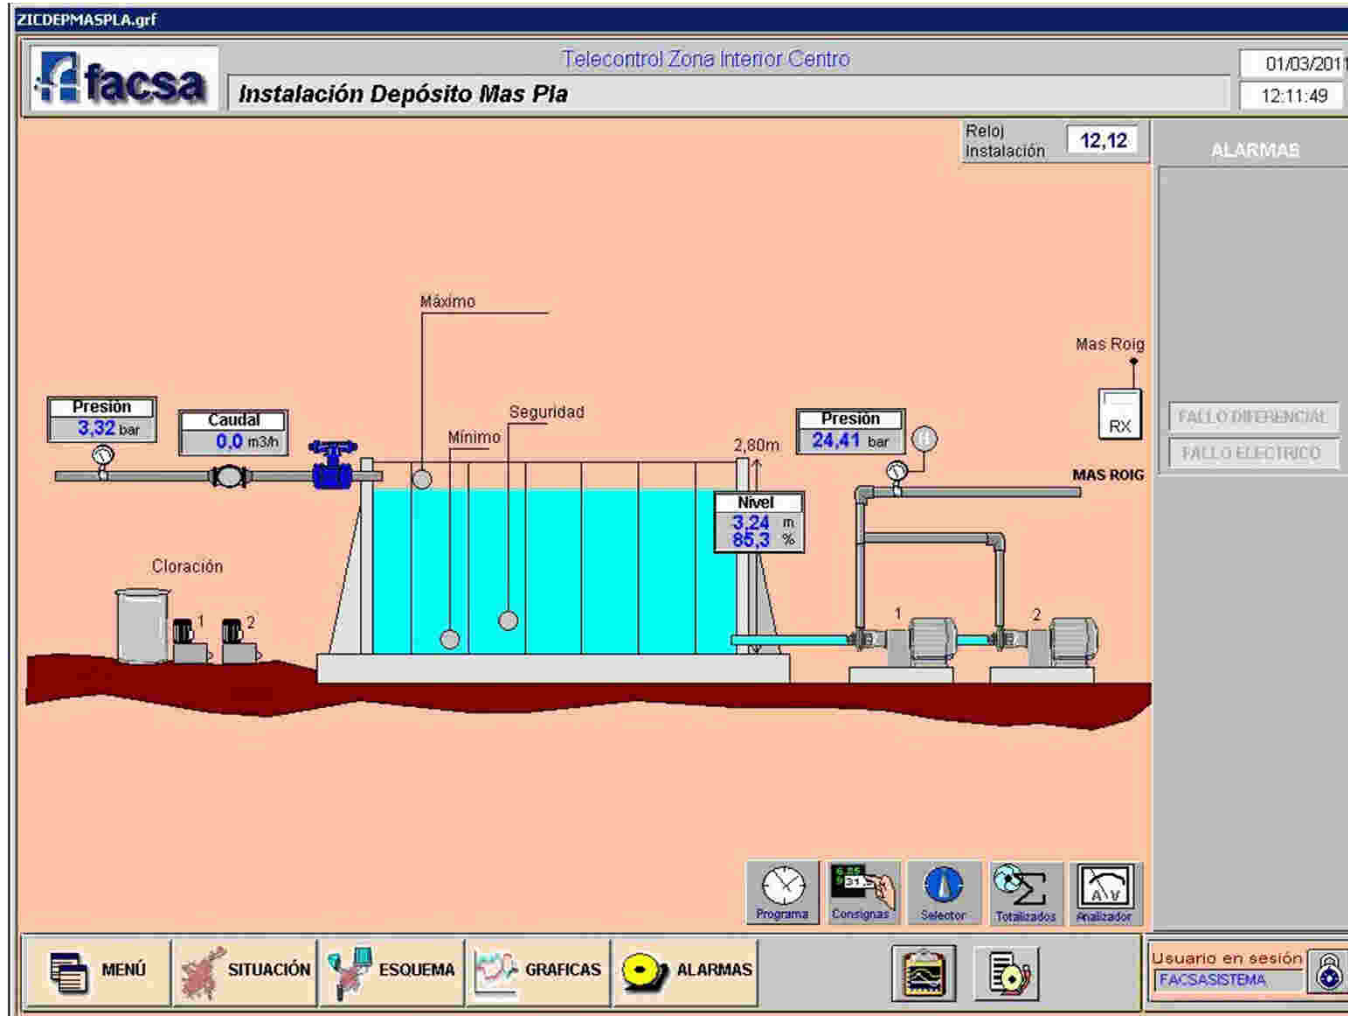 ZICDEPMASPLA.grf
facsa
Telecontrol Zona Interior Centro
Instalación Depósito Mas Pla
01/03/2011
12:11:49
Reloj
Instalación
12,12
ALARMAS
Máximo
Mas Roig
RX
Presión
3,32 bar
Caudal
0,0 m3/h
Mínimo
Seguridad
Presión
24,41 bar
2,80m
MAS ROIG
FALLO DIFERENCIAL
FALLO ELECTRICO
Nivel
3,24 m
85,3 %
Cloración
1
2
1
2
Programa
Consignas
Selector
Totalizados
Analizador
MENÚ
SITUACIÓN
ESQUEMA
GRAFICAS
ALARMAS
Usuario en sesión
FACSASISTEMA